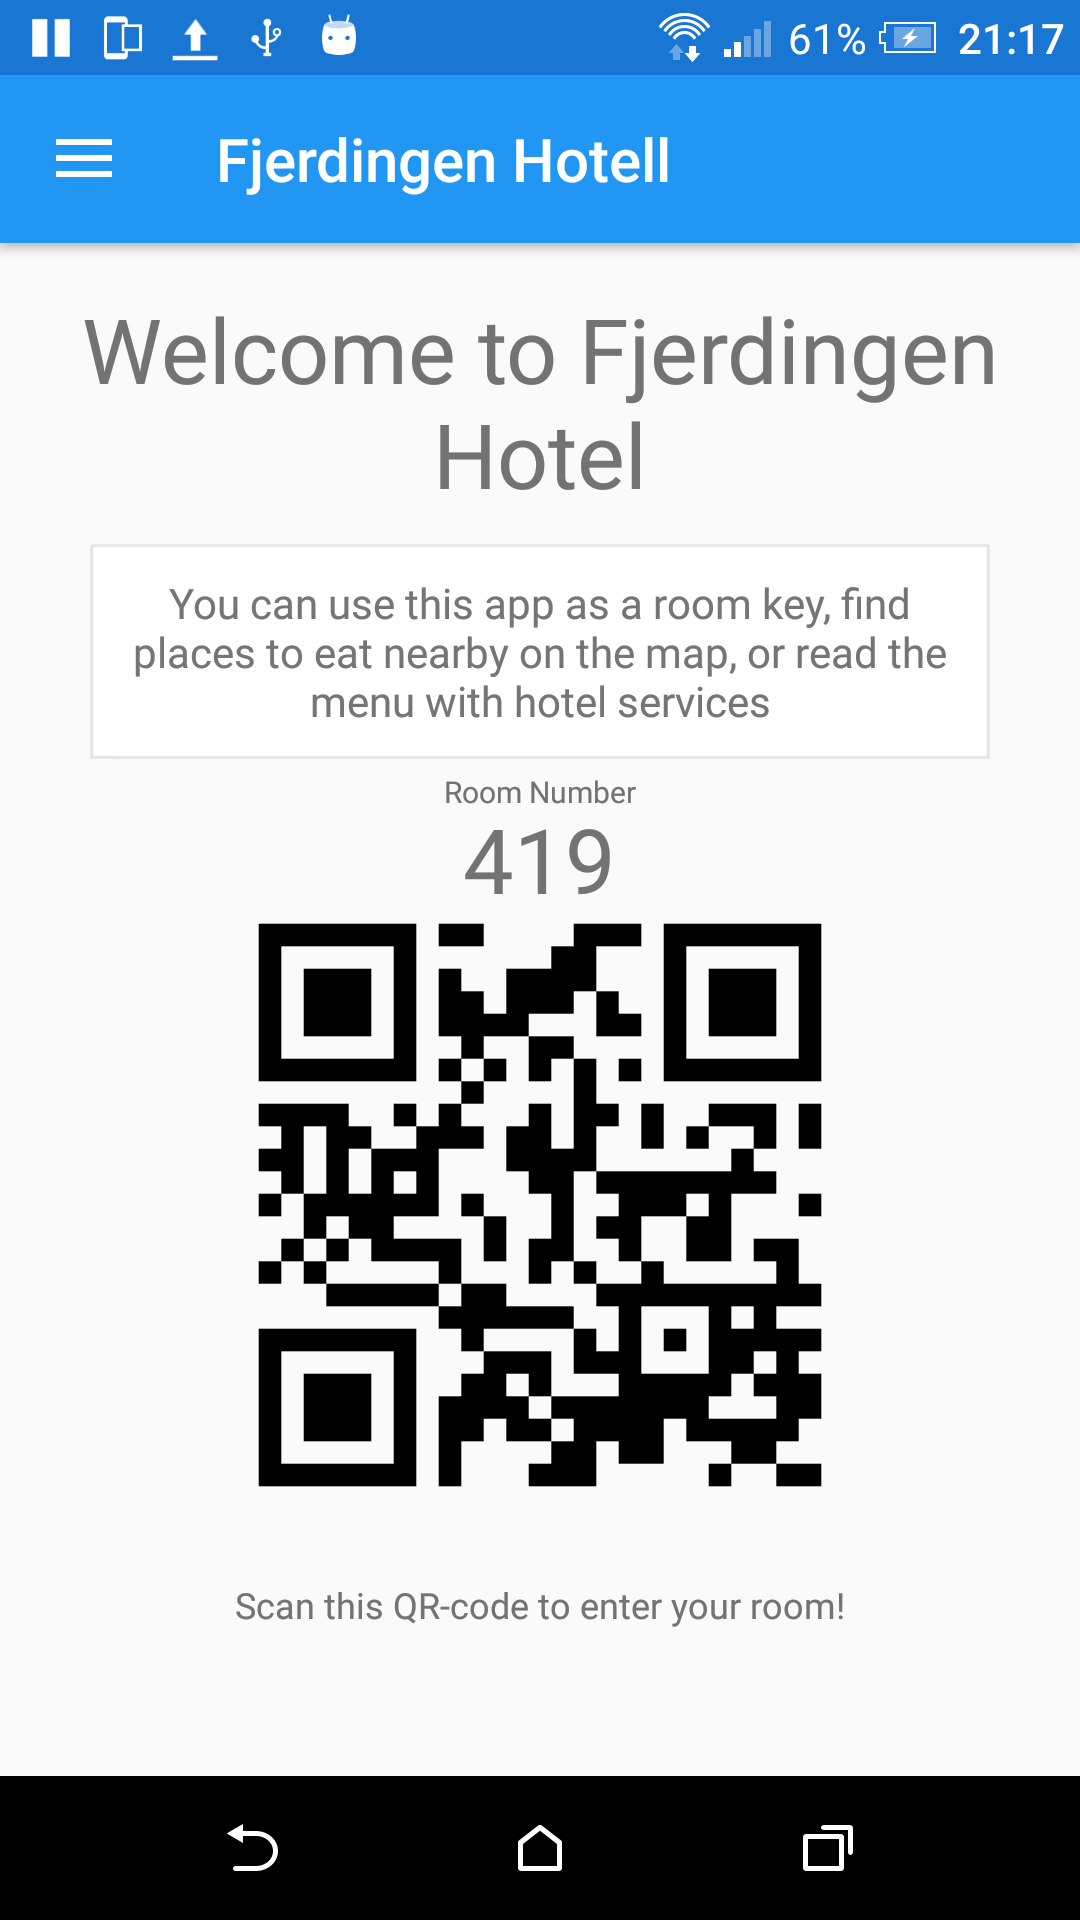 61% 21:17
Fjerdingen Hotell
Welcome to Fjerdingen
Hotel
You can use this app as a room key, find
places to eat nearby on the map, or read the
menu with hotel services
Room Number
419
Scan this QR-code to enter your room!